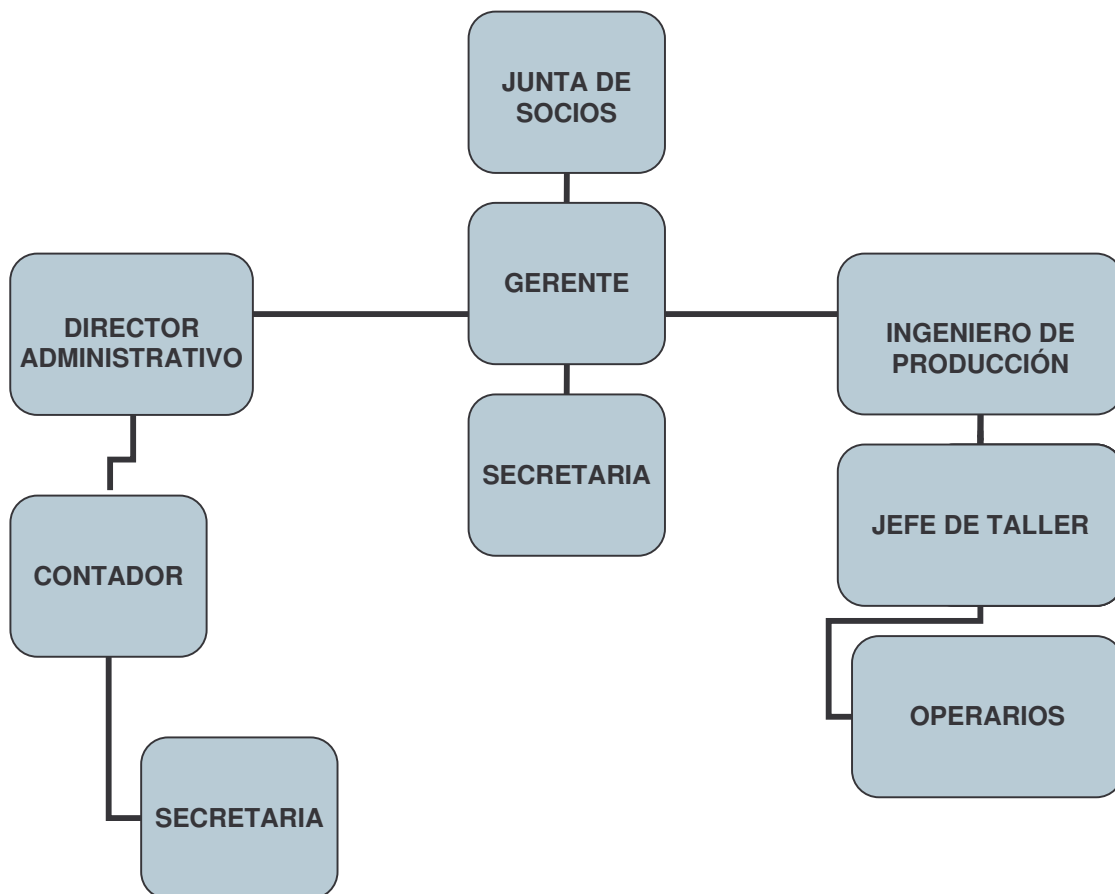 JUNTA DE
SOCIOS
GERENTE
DIRECTOR
ADMINISTRATIVO
INGENIERO DE
PRODUCCIÓN
SECRETARIA
JEFE DE TALLER
CONTADOR
OPERARIOS
SECRETARIA